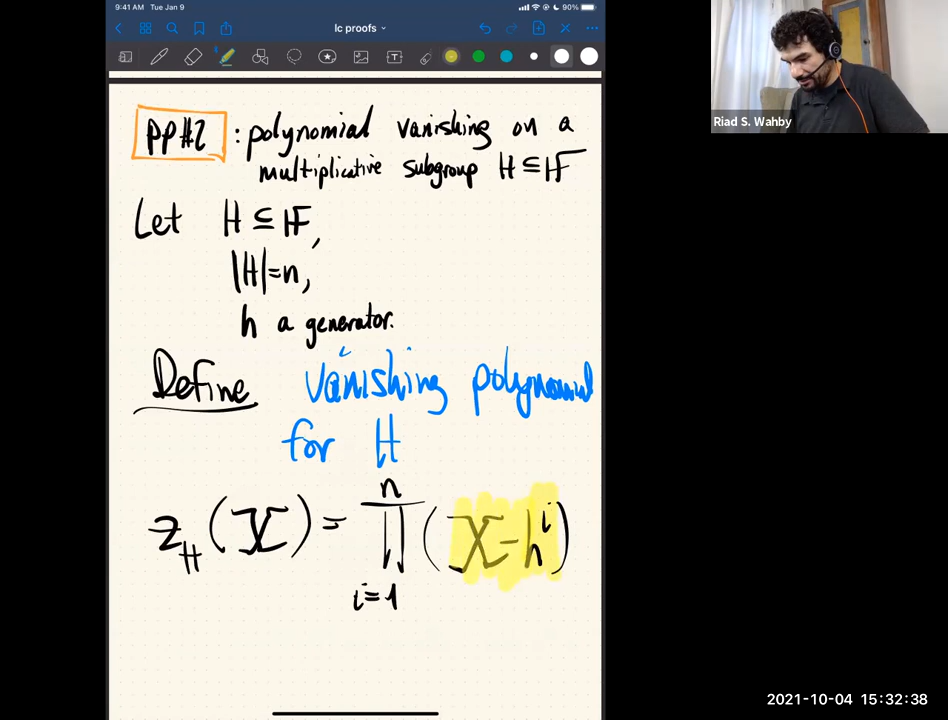 9:41 AM Tue Jan 9
90%
lc proofs
PP#2 : polynomial vanishing on a
multiplicative subgroup H ⊆ 𝔽
Let H ⊆ 𝔽,
|H|=n,
h a generator.
Define vanishing polynomial
for H
z_H(X) = ∏_{i=1}^{n} (X-h^i)
Riad S. Wahby
2021-10-04 15:32:38